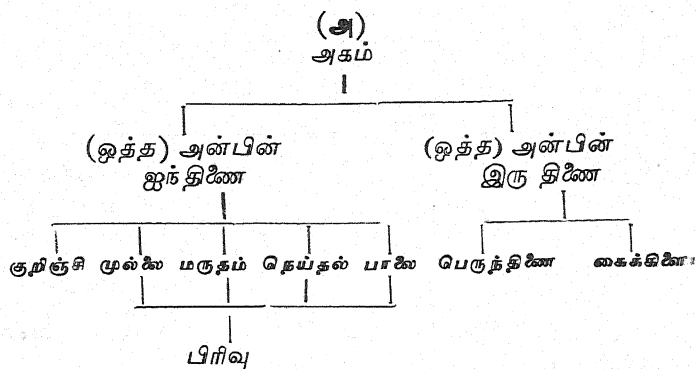 (அ)
அகம்
(ஒத்த) அன்பின் (ஒத்த) அன்பின்
ஐந்திணை இரு திணை
குறிஞ்சி முல்லை மருதம் நெய்தல் பாலை பெருந்திணை கைக்கிளை
பிரிவு